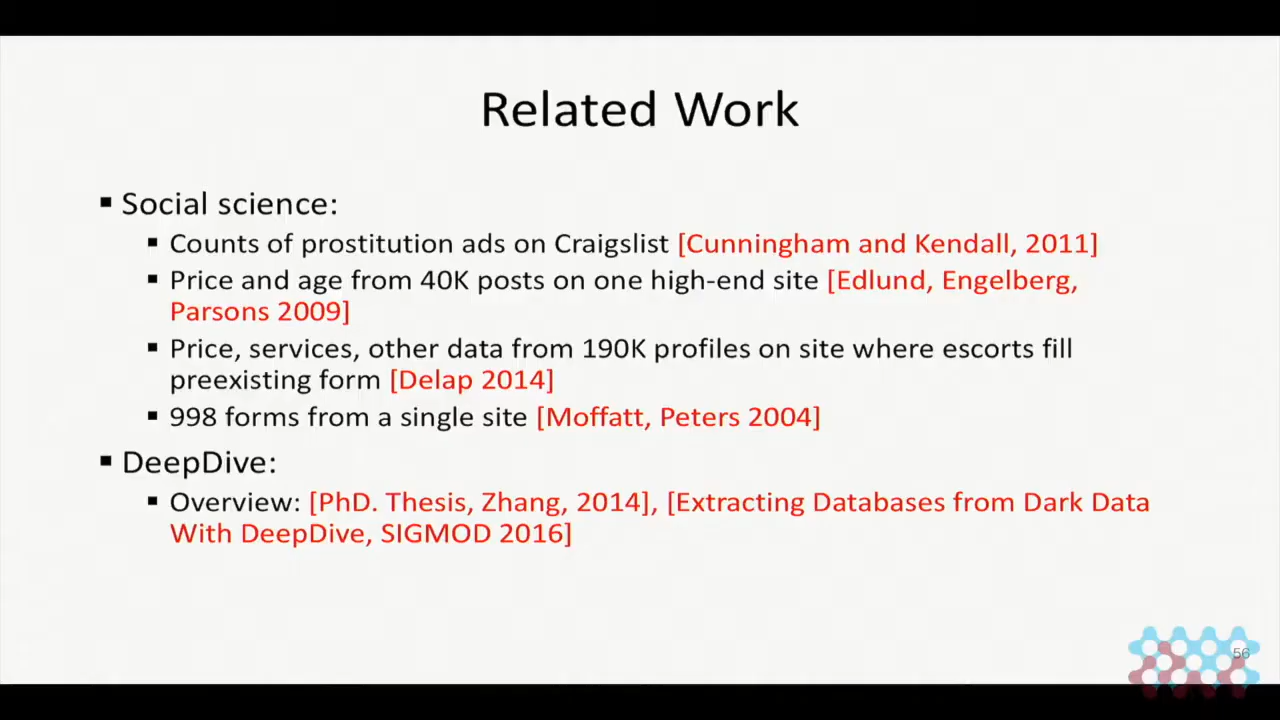 Related Work
▪ Social science:
▪ Counts of prostitution ads on Craigslist [Cunningham and Kendall, 2011]
▪ Price and age from 40K posts on one high-end site [Edlund, Engelberg,
Parsons 2009]
▪ Price, services, other data from 190K profiles on site where escorts fill
preexisting form [Delap 2014]
▪ 998 forms from a single site [Moffatt, Peters 2004]
▪ DeepDive:
▪ Overview: [PhD. Thesis, Zhang, 2014], [Extracting Databases from Dark Data
With DeepDive, SIGMOD 2016]
56